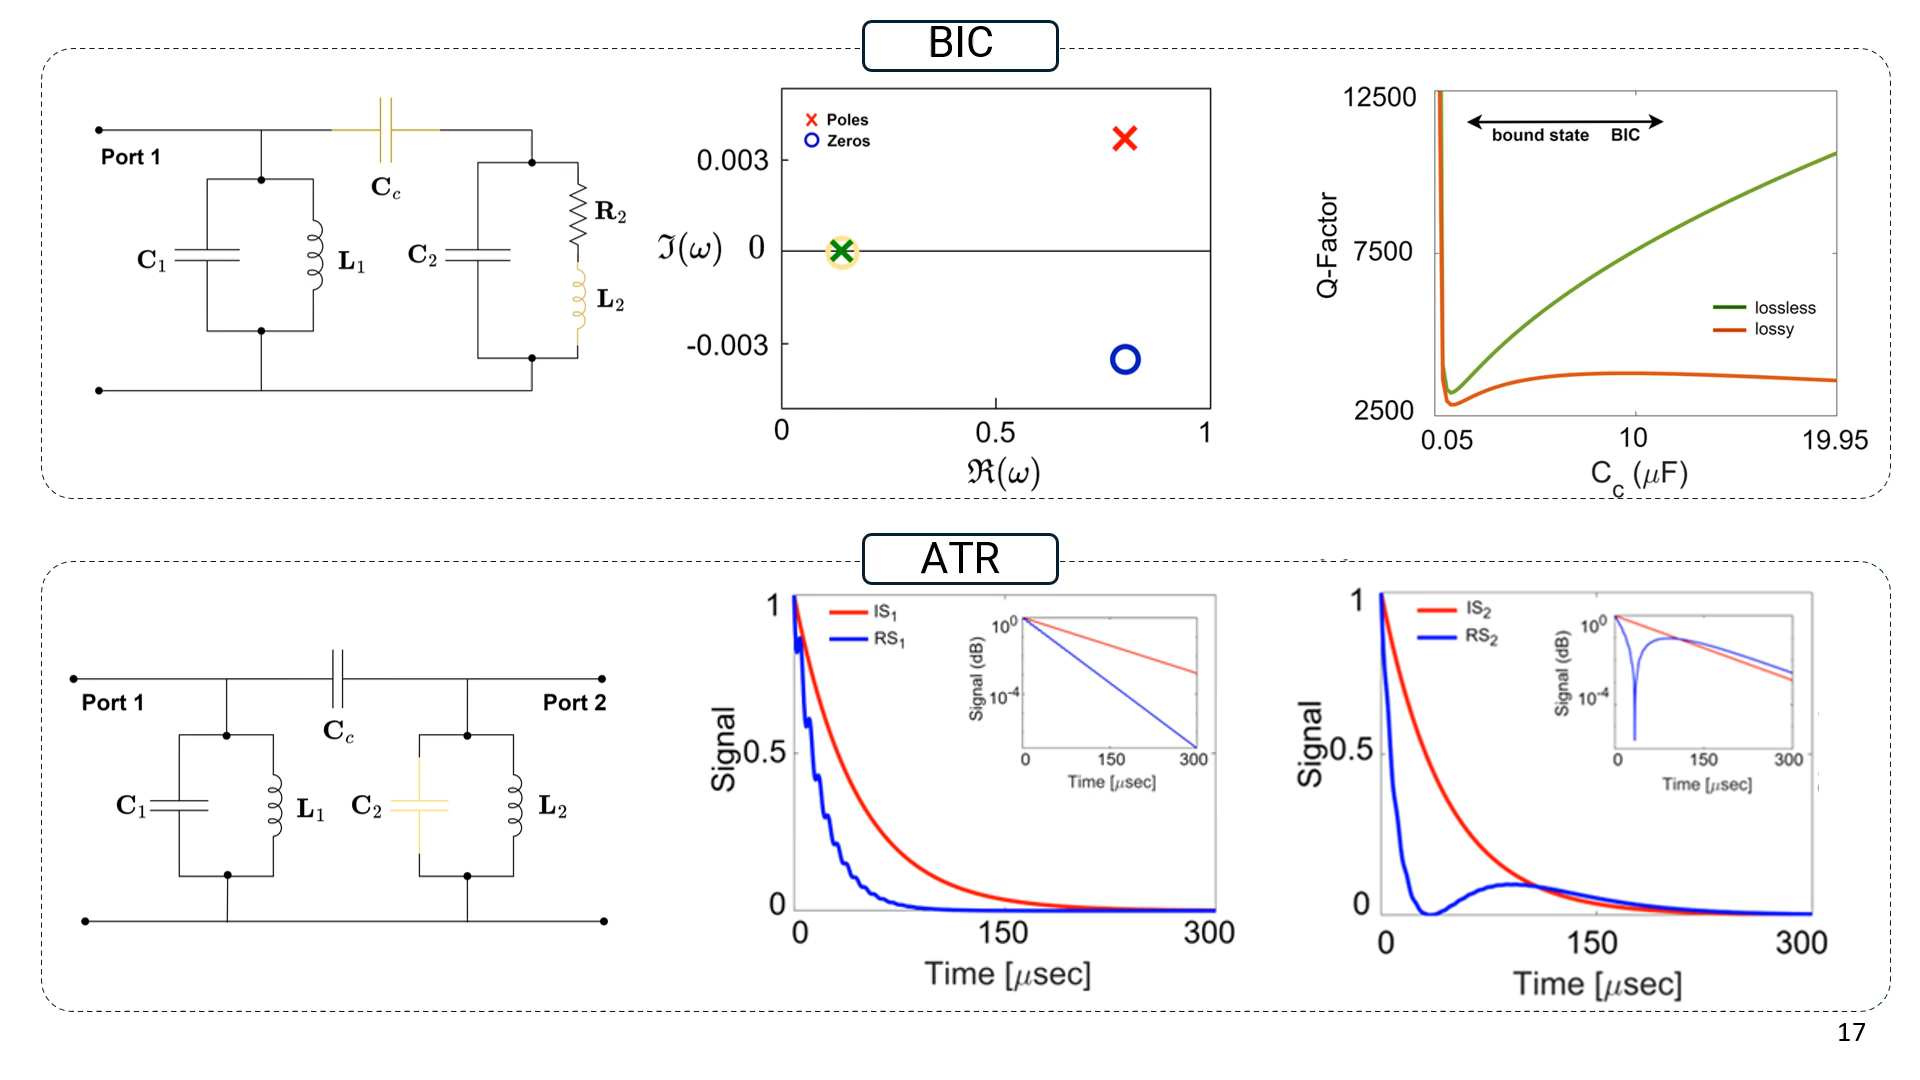 BIC
Port 1
C_c
C_1
L_1
C_2
R_2
L_2
Poles
Zeros
0.003
ℑ(ω) 0
-0.003
0
0.5
1
ℜ(ω)
12500
bound state BIC
Q-Factor
7500
lossless
lossy
2500
0.05
10
19.95
C_c (μF)
ATR
Port 1
Port 2
C_c
C_1
L_1
C_2
L_2
1
IS_1
RS_1
Signal
0.5
0
0
150
300
Time [μsec]
10^0
Signal (dB)
10^-4
0
150
300
Time [μsec]
1
IS_2
RS_2
Signal
0.5
0
0
150
300
Time [μsec]
10^0
Signal (dB)
10^-4
0
150
300
Time [μsec]
17